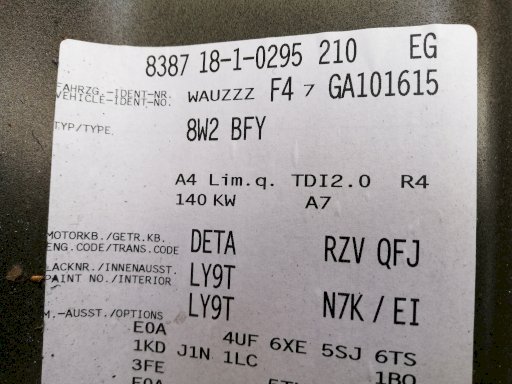 8387 18-1-0295 210 EG
FAHRZG.-IDENT-NR. WAUZZZ F4 7 GA101615
VEHICLE-IDENT-NO.
TYP/TYPE. 8W2 BFY
A4 Lim.q. TDI2.0 R4
140 KW A7
MOTORKB./GETR.KB. DETA RZV QFJ
ENG.CODE/TRANS.CODE
LACKNR./INNENAUSST. LY9T
PAINT NO./INTERIOR
M.-AUSST./OPTIONS LY9T N7K / EI
E0A 4UF 6XE 5SJ 6TS
1KD J1N 1LC 1BO
3FE